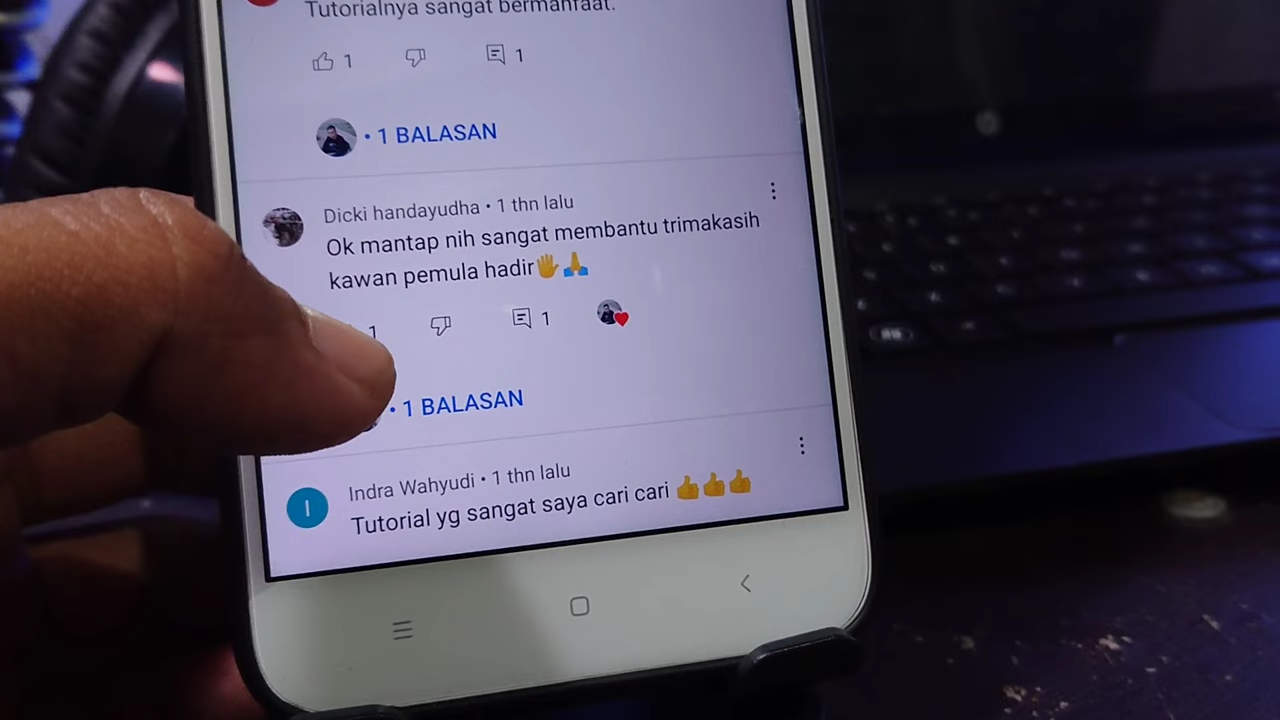 Tutorialnya sangat bermanfaat.
1 1
• 1 BALASAN
Dicki handayudha • 1 thn lalu
Ok mantap nih sangat membantu trimakasih
kawan pemula hadir🖐🙏
1 1
• 1 BALASAN
I
Indra Wahyudi • 1 thn lalu
Tutorial yg sangat saya cari cari 👍👍👍